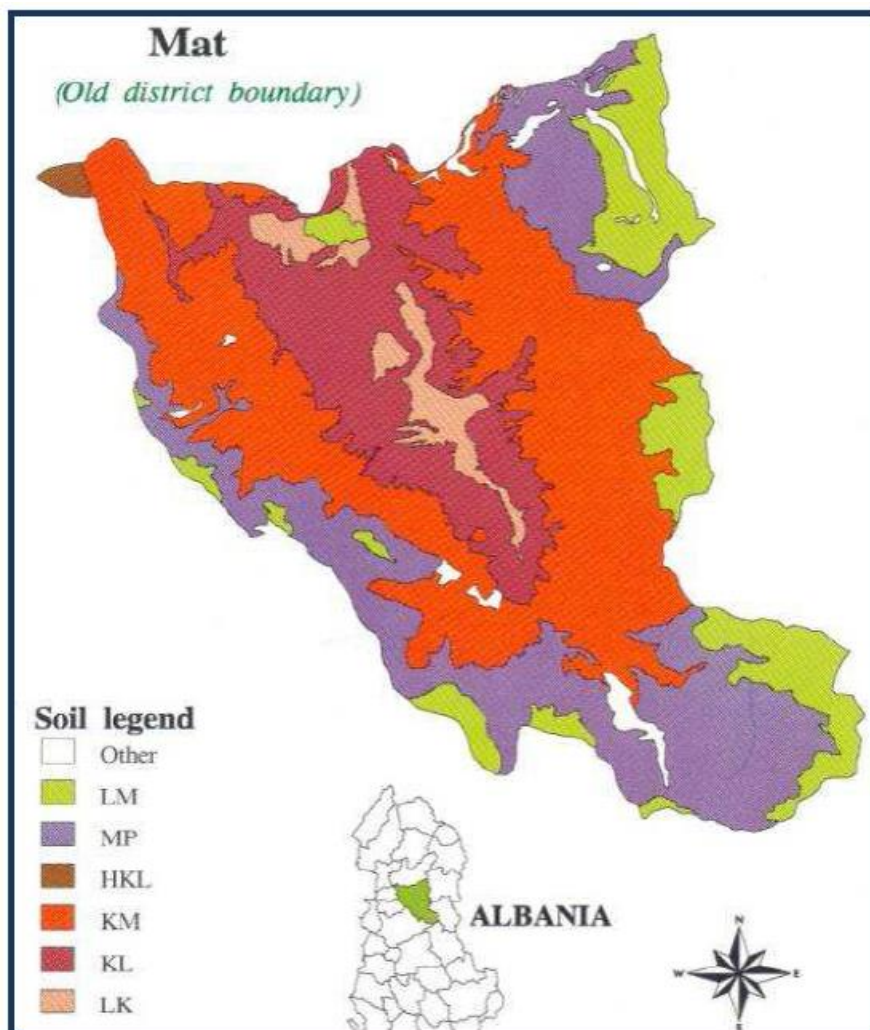 Mat
(Old district boundary)
Soil legend
Other
LM
MP
HKL
KM
KL
LK
ALBANIA
N
W
E